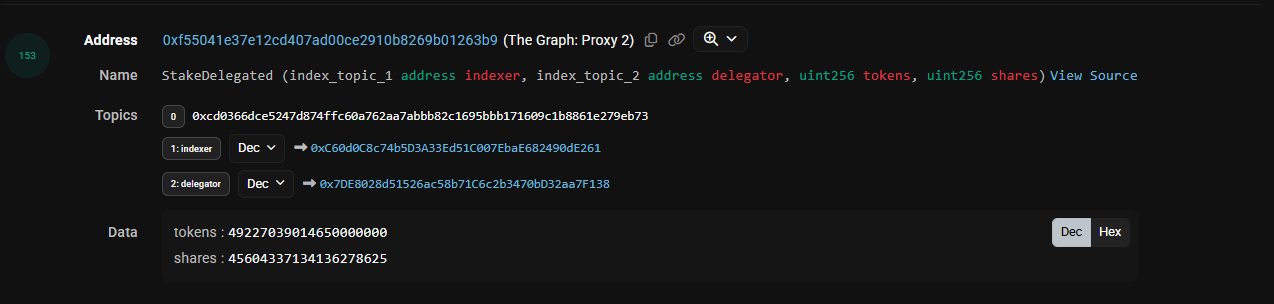 153
Address 0xf55041e37e12cd407ad00ce2910b8269b01263b9 (The Graph: Proxy 2)
Name StakeDelegated (index_topic_1 address indexer, index_topic_2 address delegator, uint256 tokens, uint256 shares) View Source
Topics 0 0xcd0366dce5247d874ffc60a762aa7abbb82c1695bbb171609c1b8861e279eb73
1: indexer Dec 0xC60d0C8c74b5D3A33Ed51C007EbaE682490dE261
2: delegator Dec 0x7DE8028d51526ac58b71C6c2b3470bD32aa7F138
Data tokens : 49227039014650000000 Dec Hex
shares : 45604337134136278625